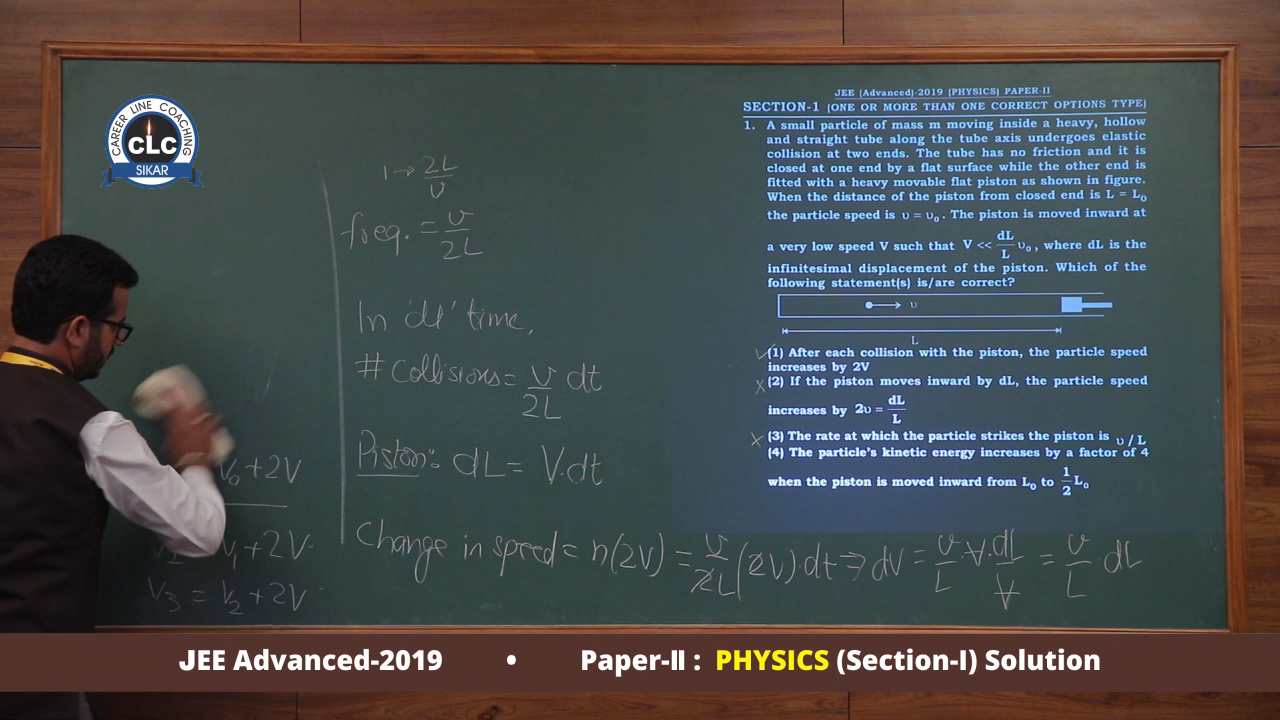 CAREER LINE COACHING
CLC
SIKAR
1 → 2L/v
freq. = v/2L
In 'dt' time,
# Collisions = v/2L dt
Piston: dL = V.dt
Change in speed = n(2V) = v/2L (2V).dt ⇒ dV = v/L.V.dL/V = v/L dL
V₀ + 2V
V₂ = V₁ + 2V.
V₃ = V₂ + 2V
JEE (Advanced)-2019 (PHYSICS) PAPER-II
SECTION-1 (ONE OR MORE THAN ONE CORRECT OPTIONS TYPE)
1. A small particle of mass m moving inside a heavy, hollow
and straight tube along the tube axis undergoes elastic
collision at two ends. The tube has no friction and it is
closed at one end by a flat surface while the other end is
fitted with a heavy movable flat piston as shown in figure.
When the distance of the piston from closed end is L = L₀
the particle speed is υ = υ₀. The piston is moved inward at
a very low speed V such that V << dL/L υ₀, where dL is the
infinitesimal displacement of the piston. Which of the
following statement(s) is/are correct?
υ
L
(1) After each collision with the piston, the particle speed
increases by 2V
(2) If the piston moves inward by dL, the particle speed
increases by 2υ = dL/L
(3) The rate at which the particle strikes the piston is υ/L
(4) The particle's kinetic energy increases by a factor of 4
when the piston is moved inward from L₀ to 1/2 L₀
JEE Advanced-2019 • Paper-II : PHYSICS (Section-I) Solution